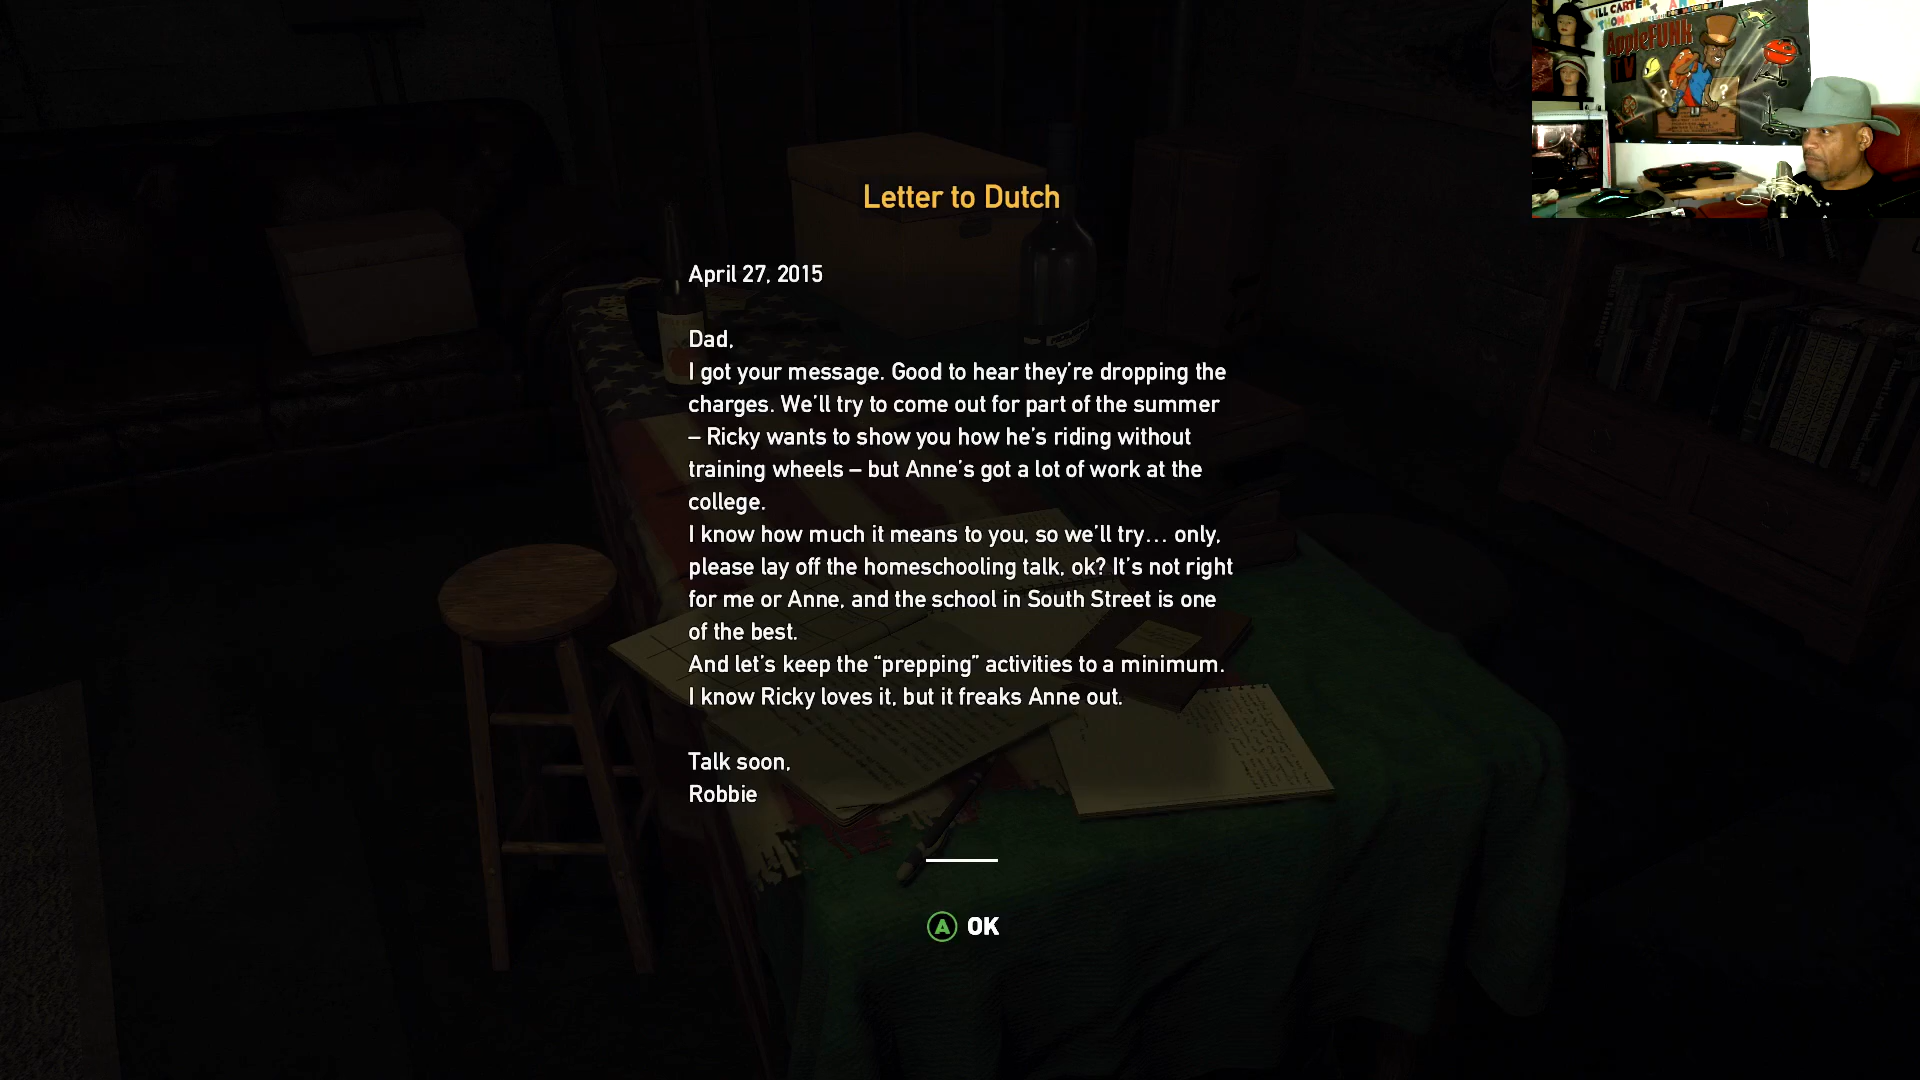 Letter to Dutch
April 27, 2015
Dad,
I got your message. Good to hear they're dropping the
charges. We'll try to come out for part of the summer
– Ricky wants to show you how he's riding without
training wheels – but Anne's got a lot of work at the
college.
I know how much it means to you, so we'll try… only,
please lay off the homeschooling talk, ok? It's not right
for me or Anne, and the school in South Street is one
of the best.
And let's keep the “prepping” activities to a minimum.
I know Ricky loves it, but it freaks Anne out.
Talk soon,
Robbie
A OK
AppleFUNK
TV